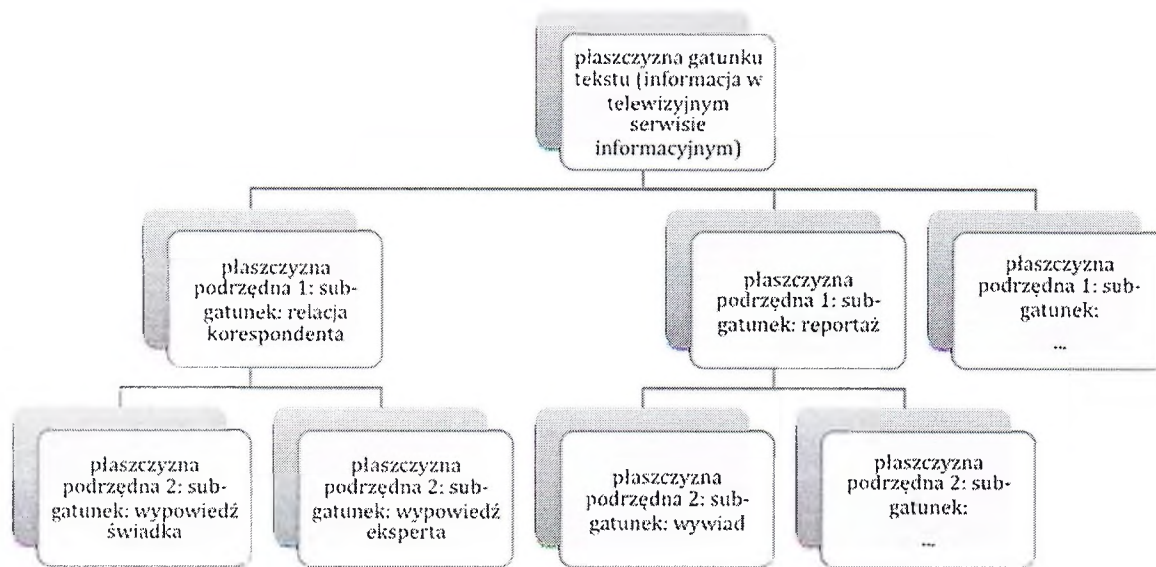 płaszczyzna gatunku
tekstu (informacja w
telewizyjnym
serwisie
informacyjnym)
płaszczyzna
podrzędna 1: sub-
gatunek: relacja
korespondenta
płaszczyzna
podrzędna 1: sub-
gatunek: reportaż
płaszczyzna
podrzędna 1: sub-
gatunek:
...
płaszczyzna
podrzędna 2: sub-
gatunek: wypowiedź
świadka
płaszczyzna
podrzędna 2: sub-
gatunek: wypowiedź
eksperta
płaszczyzna
podrzędna 2: sub-
gatunek: wywiad
płaszczyzna
podrzędna 2: sub-
gatunek:
...